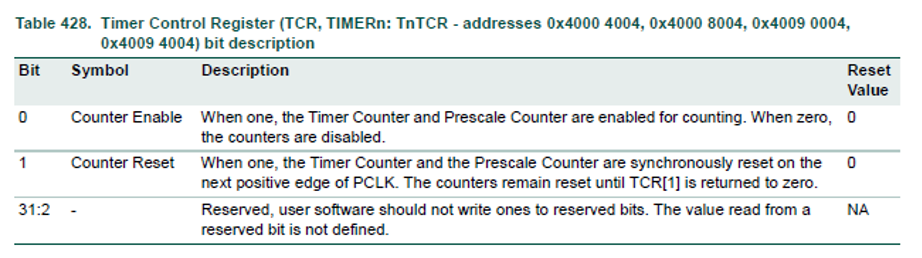 Table 428. Timer Control Register (TCR, TIMERn: TnTCR - addresses 0x4000 4004, 0x4000 8004, 0x4009 0004,
0x4009 4004) bit description
Bit Symbol Description Reset
Value
0 Counter Enable When one, the Timer Counter and Prescale Counter are enabled for counting. When zero, 0
the counters are disabled.
1 Counter Reset When one, the Timer Counter and the Prescale Counter are synchronously reset on the 0
next positive edge of PCLK. The counters remain reset until TCR[1] is returned to zero.
31:2 - Reserved, user software should not write ones to reserved bits. The value read from a NA
reserved bit is not defined.